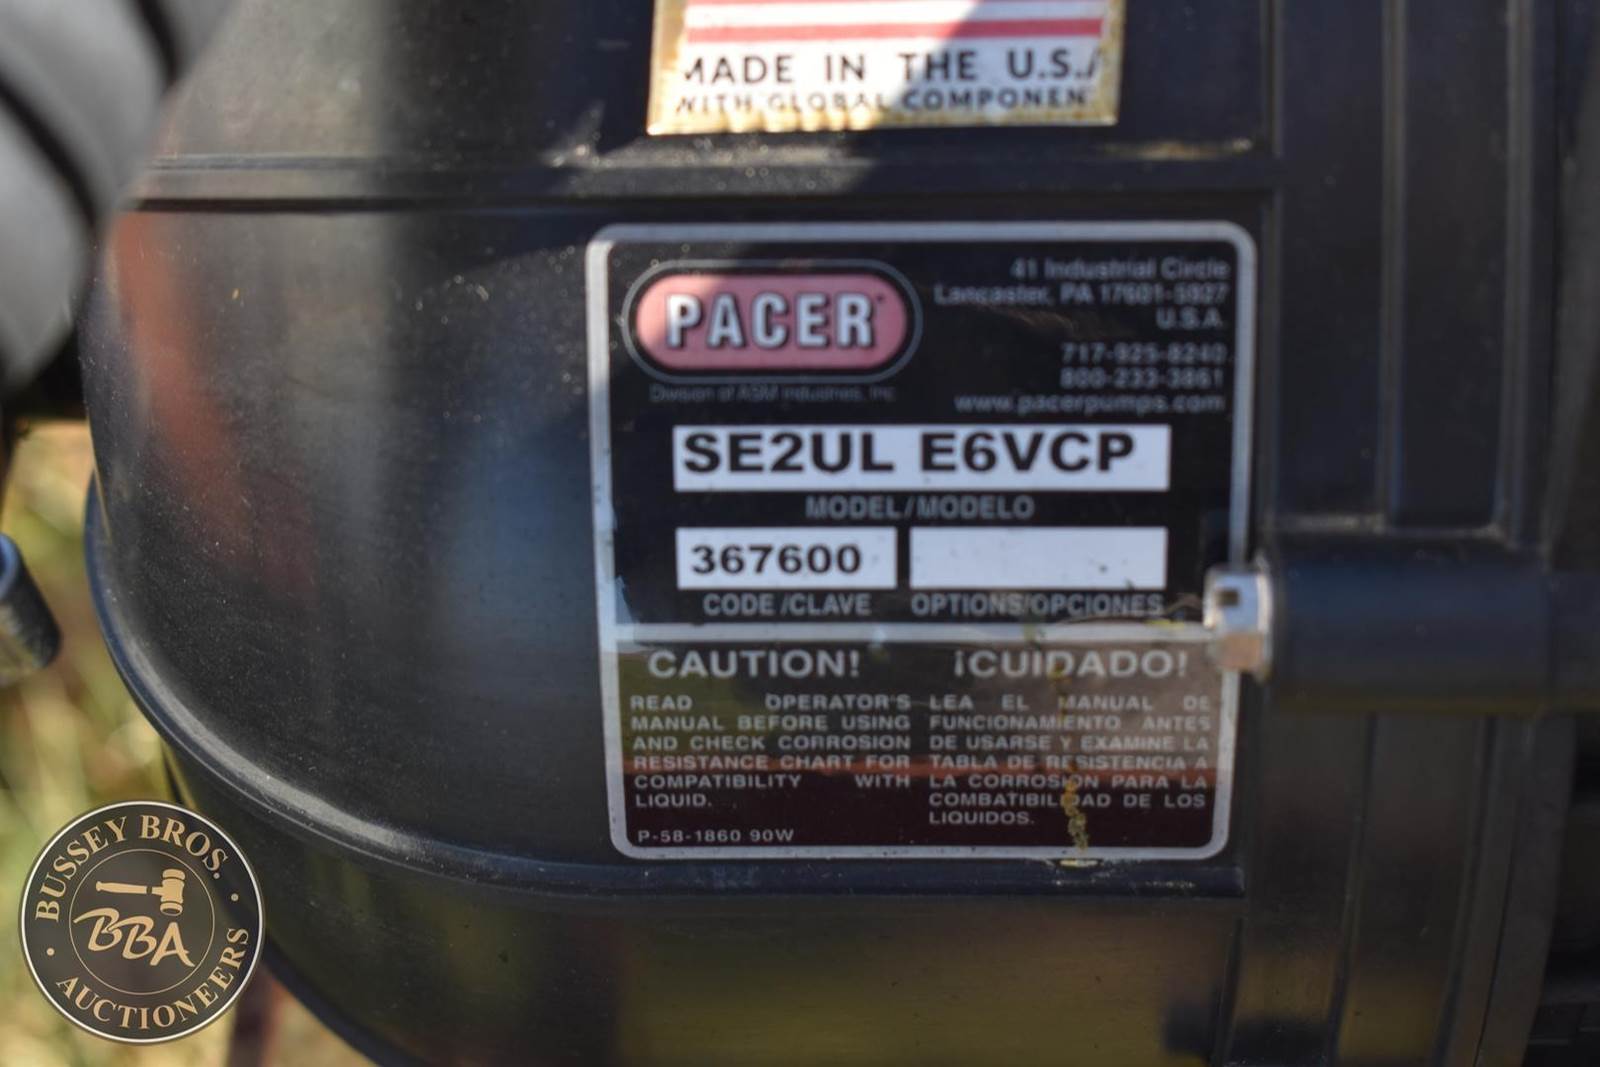 MADE IN THE U.S.A
WITH GLOBAL COMPONENT
PACER
Division of ASM Industries, Inc
41 Industrial Circle
Lancaster, PA 17601-5927
U.S.A.
717-925-8240
800-233-3861
www.pacerpumps.com
SE2UL E6VCP
MODEL/MODELO
367600
CODE/CLAVE OPTIONS/OPCIONES
CAUTION!
READ OPERATOR'S
MANUAL BEFORE USING
AND CHECK CORROSION
RESISTANCE CHART FOR
COMPATIBILITY WITH
LIQUID.
P-58-1860 90W
¡CUIDADO!
LEA EL MANUAL DE
FUNCIONAMIENTO ANTES
DE USARSE Y EXAMINE LA
TABLA DE RESISTENCIA A
LA CORROSION PARA LA
COMBATIBILIDAD DE LOS
LIQUIDOS.
BUSSEY BROS.
BBA
AUCTIONEERS